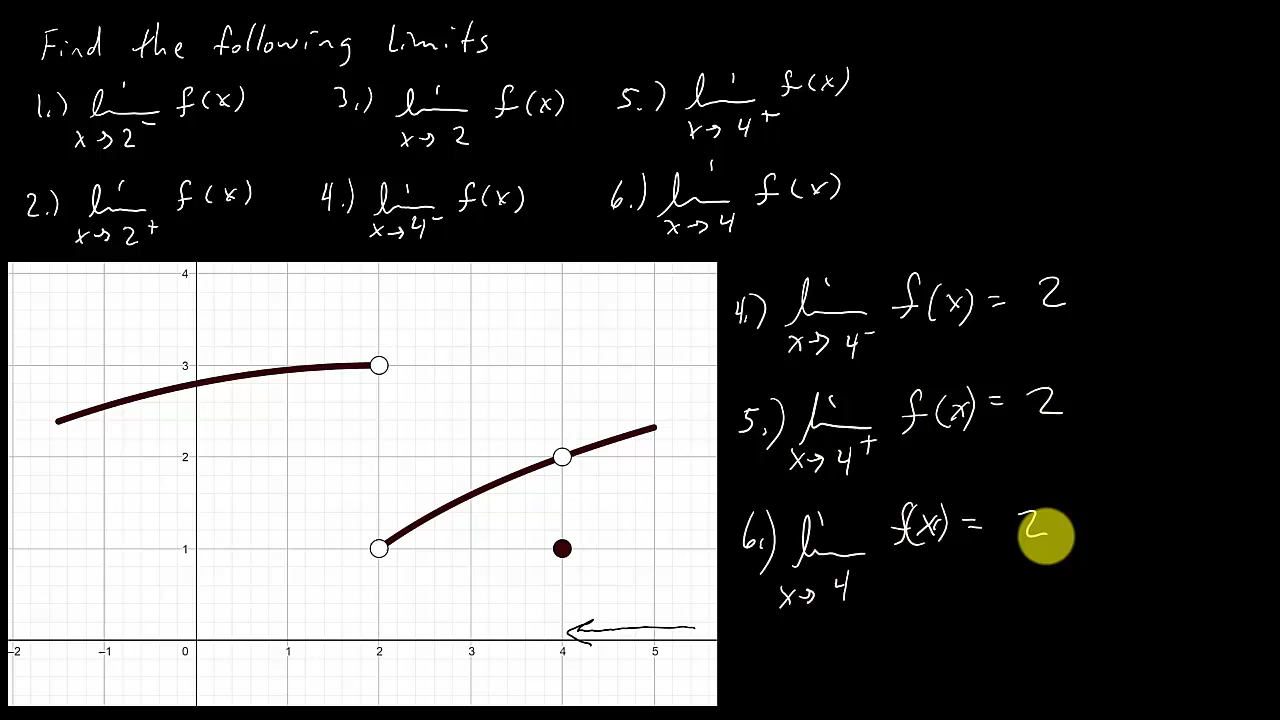 Find the following Limits
1.) lim x→2⁻ f(x) 3.) lim x→2 f(x) 5.) lim x→4⁺ f(x)
2.) lim x→2⁺ f(x) 4.) lim x→4⁻ f(x) 6.) lim x→4 f(x)
4
3
2
1
-2 -1 0 1 2 3 4 5
4.) lim x→4⁻ f(x) = 2
5.) lim x→4⁺ f(x) = 2
6.) lim x→4 f(x) = 2